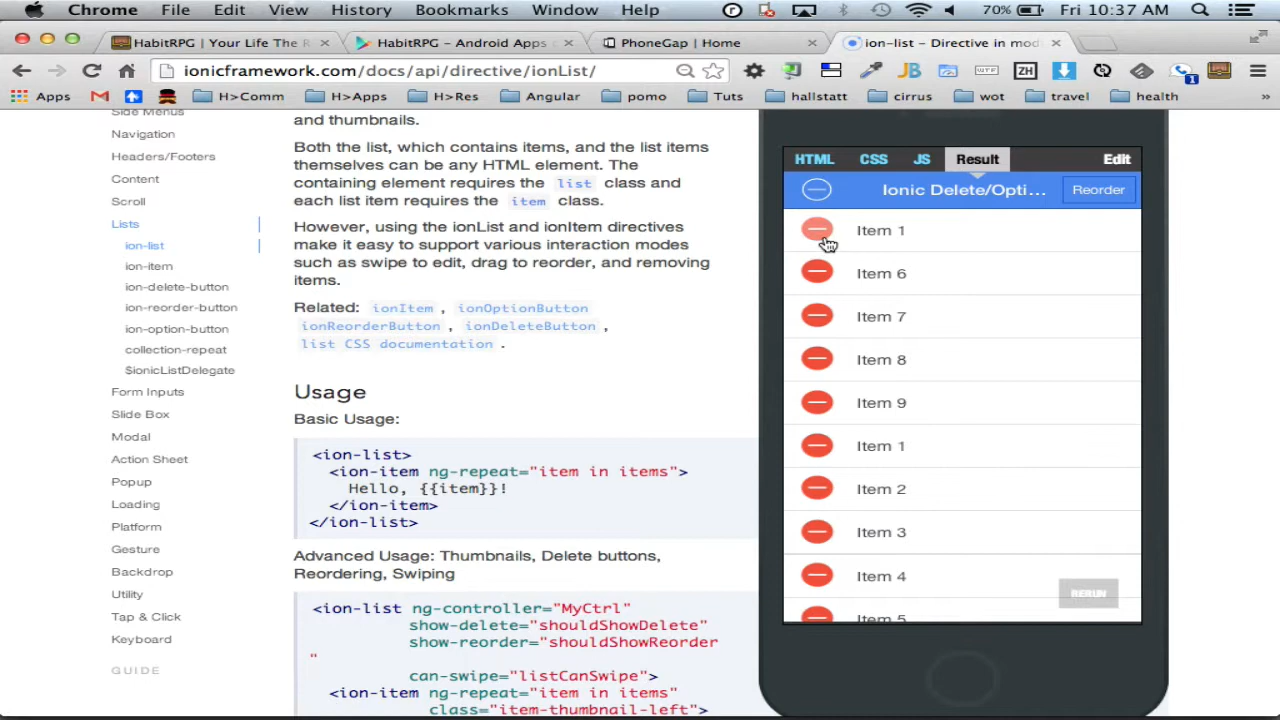 Chrome File Edit View History Bookmarks Window Help 70% Fri 10:37 AM
HabitRPG | Your Life The R HabitRPG – Android Apps PhoneGap | Home ion-list – Directive in mod
ionicframework.com/docs/api/directive/ionList/
Apps H>Comm H>Apps H>Res Angular pomo Tuts hallstatt cirrus wot travel health »
Side Menus
Navigation
Headers/Footers
Content
Scroll
Lists
ion-list
ion-item
ion-delete-button
ion-reorder-button
ion-option-button
collection-repeat
$ionicListDelegate
Form Inputs
Slide Box
Modal
Action Sheet
Popup
Loading
Platform
Gesture
Backdrop
Utility
Tap & Click
Keyboard
GUIDE
and thumbnails.
Both the list, which contains items, and the list items
themselves can be any HTML element. The
containing element requires the list class and
each list item requires the item class.
However, using the ionList and ionItem directives
make it easy to support various interaction modes
such as swipe to edit, drag to reorder, and removing
items.
Related: ionItem , ionOptionButton
ionReorderButton , ionDeleteButton ,
list CSS documentation .
Usage
Basic Usage:
<ion-list>
<ion-item ng-repeat="item in items">
Hello, {{item}}!
</ion-item>
</ion-list>
Advanced Usage: Thumbnails, Delete buttons,
Reordering, Swiping
<ion-list ng-controller="MyCtrl"
show-delete="shouldShowDelete"
show-reorder="shouldShowReorder
"
can-swipe="listCanSwipe">
<ion-item ng-repeat="item in items"
class="item-thumbnail-left">
HTML CSS JS Result Edit
Ionic Delete/Opti... Reorder
Item 1
Item 6
Item 7
Item 8
Item 9
Item 1
Item 2
Item 3
Item 4
RERUN
Item 5